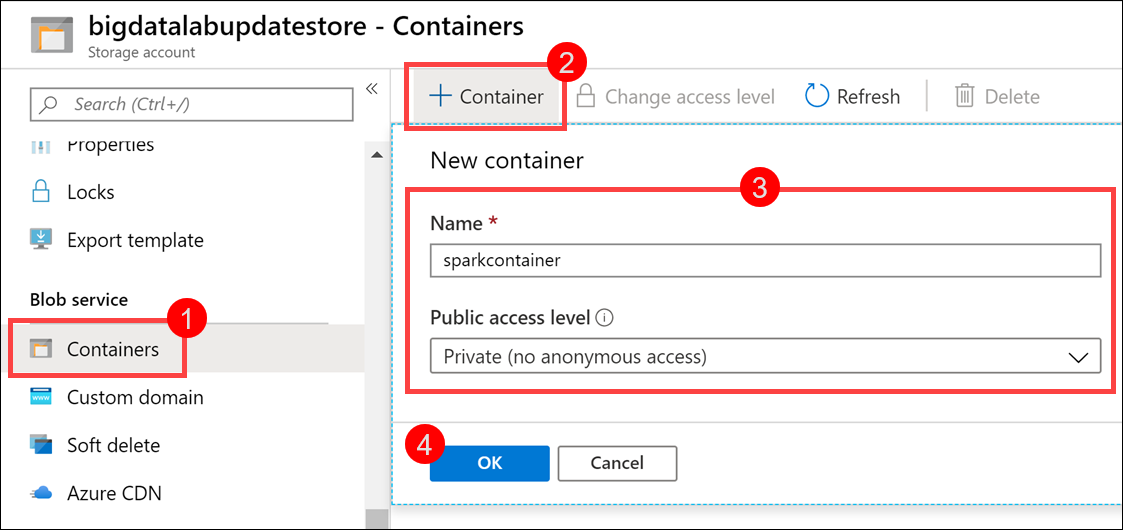 bigdatalabupdatestore - Containers
Storage account
Search (Ctrl+/)
«
Properties
Locks
Export template
Blob service
1
Containers
Custom domain
Soft delete
Azure CDN
2
+ Container
Change access level
Refresh
Delete
New container
3
Name *
sparkcontainer
Public access level
Private (no anonymous access)
4
OK
Cancel